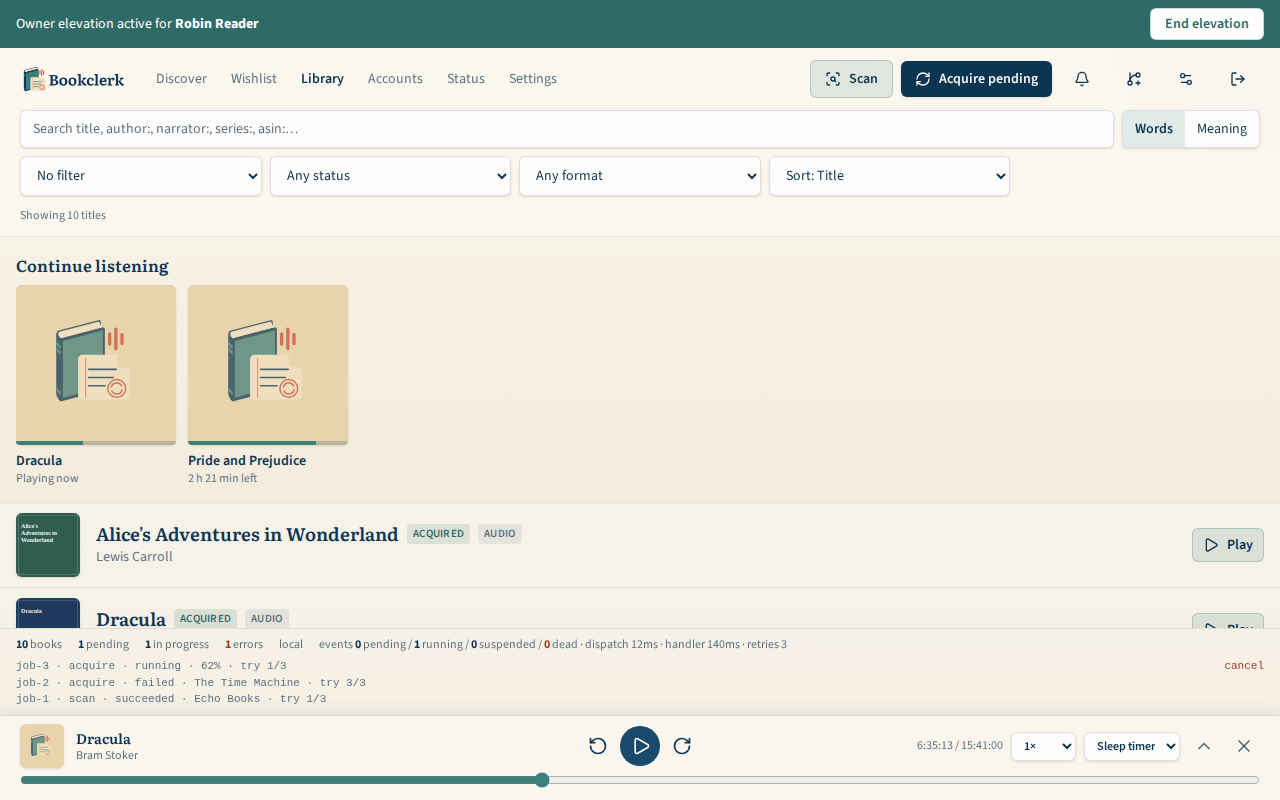 Owner elevation active for Robin Reader
End elevation
Bookclerk
Discover
Wishlist
Library
Accounts
Status
Settings
Scan
Acquire pending
Search title, author:, narrator:, series:, asin:…
Words
Meaning
No filter
Any status
Any format
Sort: Title
Showing 10 titles
Continue listening
Dracula
Playing now
Pride and Prejudice
2 h 21 min left
Alice's
Adventures in
Wonderland
Alice's Adventures in Wonderland
ACQUIRED
AUDIO
Lewis Carroll
Play
Dracula
Dracula
ACQUIRED
AUDIO
Play
10 books 1 pending 1 in progress 1 errors local events 0 pending / 1 running / 0 suspended / 0 dead · dispatch 12ms · handler 140ms · retries 3
job-3 · acquire · running · 62% · try 1/3
cancel
job-2 · acquire · failed · The Time Machine · try 3/3
job-1 · scan · succeeded · Echo Books · try 1/3
Dracula
Bram Stoker
6:35:13 / 15:41:00
1×
Sleep timer